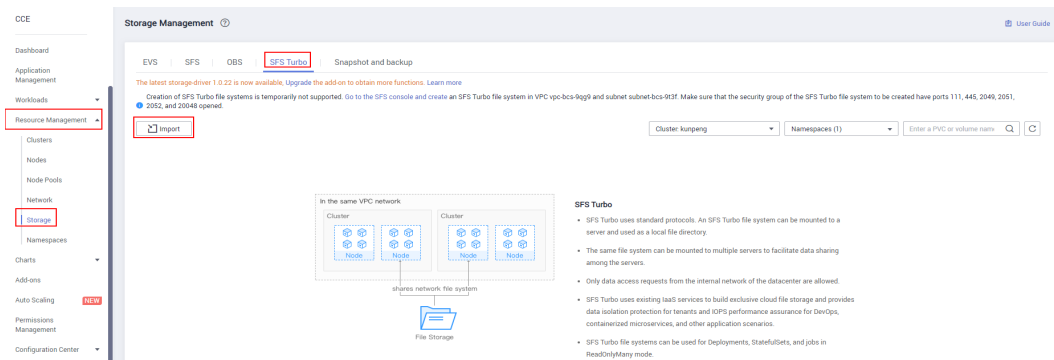 CCE
Storage Management
User Guide
Dashboard
Application
Management
Workloads
Resource Management
Clusters
Nodes
Node Pools
Network
Storage
Namespaces
Charts
Add-ons
Auto Scaling NEW
Permissions
Management
Configuration Center
EVS SFS OBS SFS Turbo Snapshot and backup
The latest storage-driver 1.0.22 is now available, Upgrade the add-on to obtain more functions. Learn more
Creation of SFS Turbo file systems is temporarily not supported. Go to the SFS console and create an SFS Turbo file system in VPC vpc-bcs-9qg9 and subnet subnet-bcs-9t3f. Make sure that the security group of the SFS Turbo file system to be created have ports 111, 445, 2049, 2051,
2052, and 20048 opened.
Import
Cluster: kunpeng
Namespaces (1)
Enter a PVC or volume name
In the same VPC network
Cluster Cluster
Node Node Node Node
shares network file system
File Storage
SFS Turbo
• SFS Turbo uses standard protocols. An SFS Turbo file system can be mounted to a
server and used as a local file directory.
• The same file system can be mounted to multiple servers to facilitate data sharing
among the servers.
• Only data access requests from the internal network of the datacenter are allowed.
• SFS Turbo uses existing IaaS services to build exclusive cloud file storage and provides
data isolation protection for tenants and IOPS performance assurance for DevOps,
containerized microservices, and other application scenarios.
• SFS Turbo file systems can be used for Deployments, StatefulSets, and jobs in
ReadOnlyMany mode.